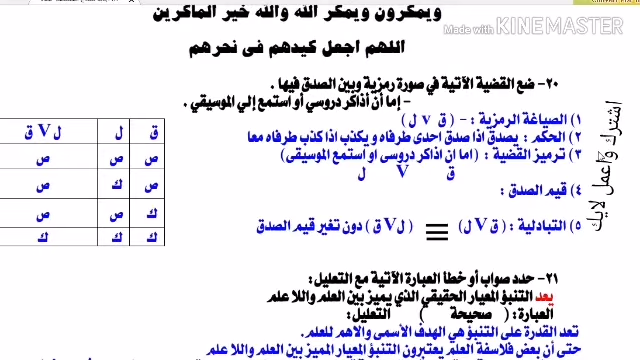 ويمكرون ويمكر الله والله خير الماكرين
Made with KINEMASTER
اللهم اجعل كيدهم فى نحرهم
٢٠- ضع القضية الآتية في صورة رمزية وبين الصدق فيها .
- إما أن أذاكر دروسي أو استمع إلي الموسيقي .
١) الصياغة الرمزية : - ( ق v ل )
٢) الحكم : يصدق اذا صدق احدى طرفاه و يكذب اذا كذب طرفاه معا
٣) ترميز القضية : (اما ان اذاكر دروسى او استمع الموسيقى)
ق V ل
٤) قيم الصدق :
ق ل ل V ق
ص ص ص
ص ك ص
ك ص ص
ك ك ك
٥) التبادلية : (ق V ل) ≡ (ل V ق) دون تغير قيم الصدق
٢١- حدد صواب أو خطأ العبارة الآتية مع التعليل :
يعد التنبؤ المعيار الحقيقي الذي يميز بين العلم واللا علم
العبارة : ( صحيحة ) التعليل :
تعد القدرة على التنبؤ هي الهدف الأسمى والاهم للعلم .
حتى أن بعض فلاسفة العلم يعتبرون التنبؤ المعيار المميز بين العلم واللا علم
اشترك واعمل لايك